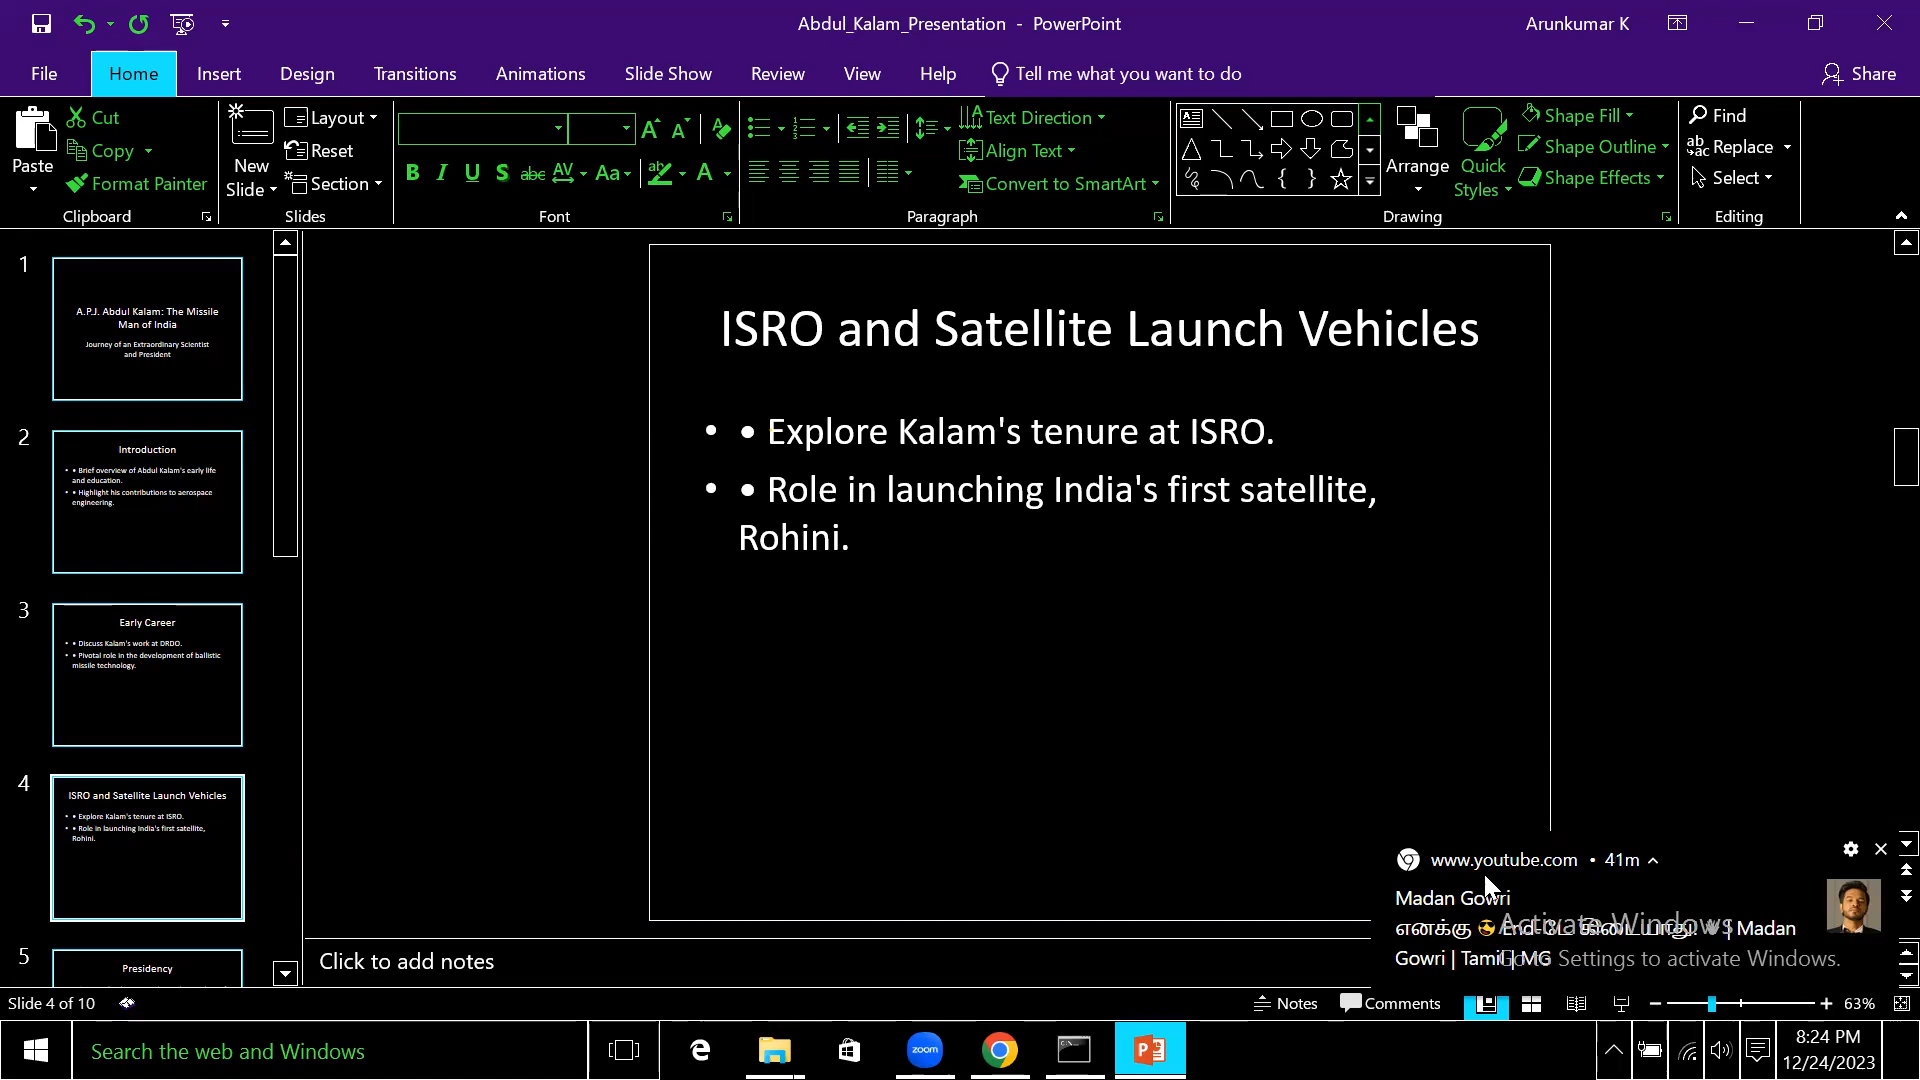 Abdul_Kalam_Presentation - PowerPoint
Arunkumar K
File Home Insert Design Transitions Animations Slide Show Review View Help Tell me what you want to do Share
Paste
Cut
Copy
Format Painter
Clipboard
New
Slide
Layout
Reset
Section
Slides
B I U S abc AV Aa A
Font
Text Direction
Align Text
Convert to SmartArt
Paragraph
Arrange
Quick
Styles
Shape Fill
Shape Outline
Shape Effects
Drawing
Find
Replace
Select
Editing
1
A.P.J. Abdul Kalam: The Missile
Man of India
Journey of an Extraordinary Scientist
and President
2
Introduction
• • Brief overview of Abdul Kalam's early life
and education.
• • Highlight his contributions to aerospace
engineering.
3
Early Career
• • Discuss Kalam's work at DRDO.
• • Pivotal role in the development of ballistic
missile technology.
4
ISRO and Satellite Launch Vehicles
• • Explore Kalam's tenure at ISRO.
• • Role in launching India's first satellite,
Rohini.
5
Presidency
ISRO and Satellite Launch Vehicles
• • Explore Kalam's tenure at ISRO.
• • Role in launching India's first satellite,
Rohini.
Click to add notes
www.youtube.com • 41m
Madan Gowri
எனக்கு 😎 End-ஏ | Madan
Gowri | Tamil | MG
Activate Windows
Go to Settings to activate Windows.
Slide 4 of 10
Notes
Comments
63%
Search the web and Windows
zoom
8:24 PM
12/24/2023